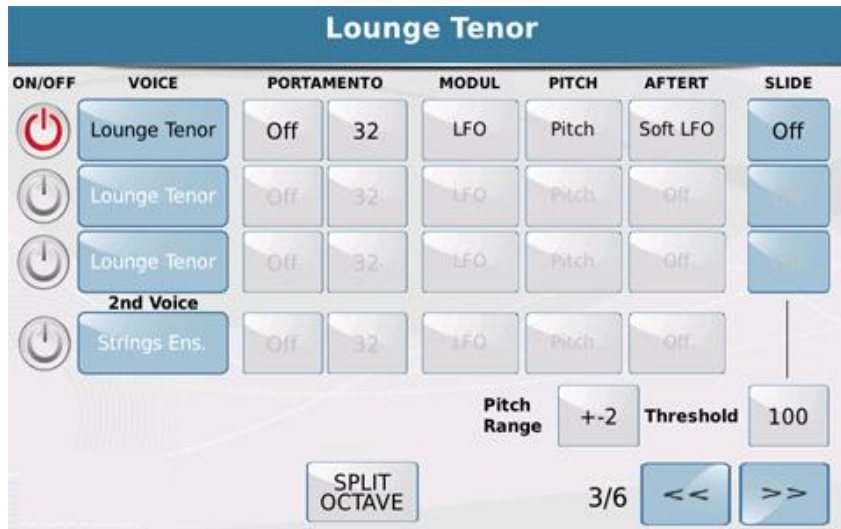 Lounge Tenor
ON/OFF VOICE PORTAMENTO MODUL PITCH AFTERT SLIDE
Lounge Tenor Off 32 LFO Pitch Soft LFO Off
Lounge Tenor Off 32 LFO Pitch Off
Lounge Tenor Off 32 LFO Pitch Off
2nd Voice
Strings Ens. Off 32 LFO Pitch Off
Pitch
Range +-2 Threshold 100
SPLIT
OCTAVE 3/6 << >>